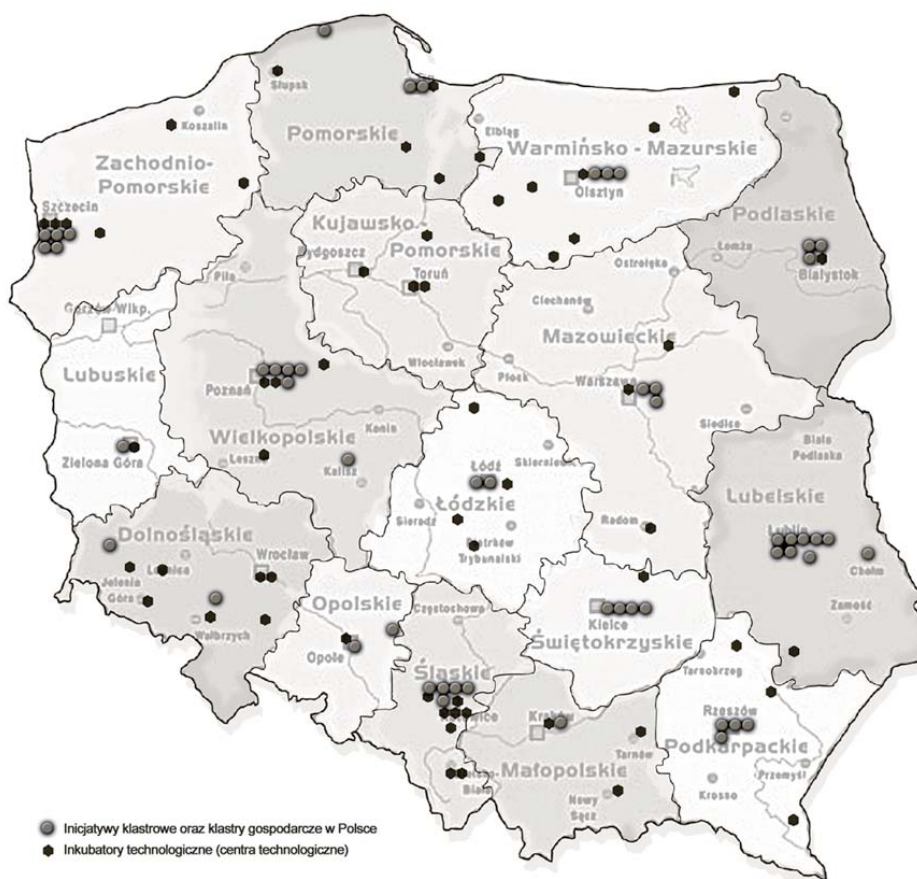 Słupsk
Koszalin
Pomorskie
Elbląg
Warmińsko - Mazurskie
Zachodnio-
Pomorskie
Olsztyn
Szczecin
Kujawsko -
Podlaskie
Pomorskie
Bydgoszcz
Łomża
Piła
Toruń
Ostrołęka
Białystok
Ciechanów
Gorzów Wlkp.
Mazowieckie
Włocławek
Płock
Lubuskie
Poznań
Warszawa
Siedlce
Konin
Wielkopolskie
Biała
Podlaska
Zielona Góra
Leszno
Kalisz
Łódź
Łódzkie
Lubelskie
Sieradz
Radom
Lublin
Dolnośląskie
Piotrków
Trybunalski
Wrocław
Chełm
Jelenia
Góra
Opolskie
Częstochowa
Kielce
Zamość
Wałbrzych
Świętokrzyskie
Opole
Śląskie
Tarnobrzeg
Rzeszów
Kraków
Podkarpackie
Małopolskie
Tarnów
Przemyśl
Krosno
Nowy
Sącz
Inicjatywy klastrowe oraz klastry gospodarcze w Polsce
Inkubatory technologiczne (centra technologiczne)